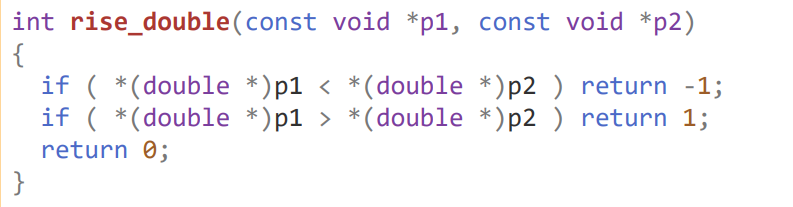 int rise_double(const void *p1, const void *p2)
{
  if ( *(double *)p1 < *(double *)p2 ) return -1;
  if ( *(double *)p1 > *(double *)p2 ) return 1;
  return 0;
}